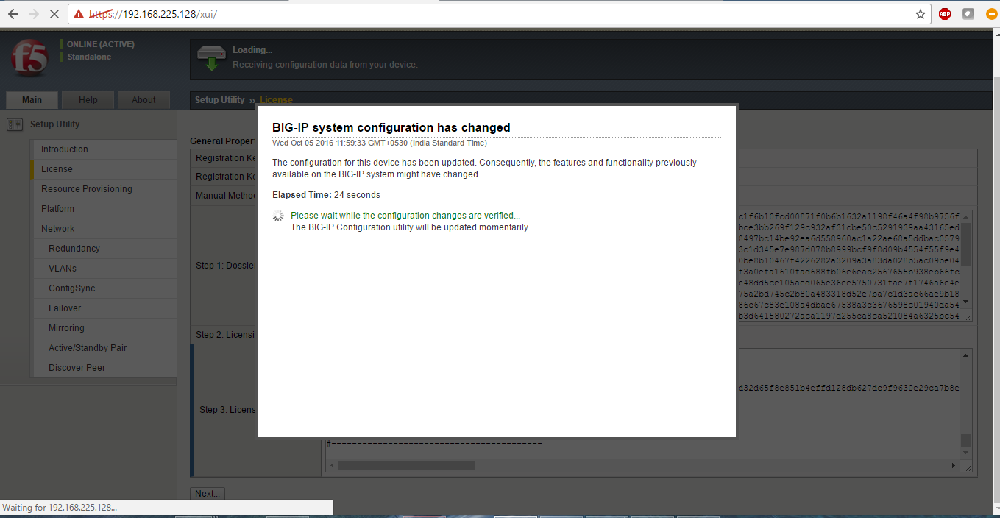 https://192.168.225.128/xui/
ABP
f5
ONLINE (ACTIVE)
Standalone
Loading...
Receiving configuration data from your device.
Main
Help
About
Setup Utility ›› License
Setup Utility
Introduction
License
Resource Provisioning
Platform
Network
Redundancy
VLANs
ConfigSync
Failover
Mirroring
Active/Standby Pair
Discover Peer
General Proper
Registration Ke
Registration Ke
Manual Metho
Step 1: Dossie
Step 2: Licensi
Step 3: Licens
BIG-IP system configuration has changed
Wed Oct 05 2016 11:59:33 GMT+0530 (India Standard Time)
The configuration for this device has been updated. Consequently, the features and functionality previously
available on the BIG-IP system might have changed.
Elapsed Time: 24 seconds
Please wait while the configuration changes are verified...
The BIG-IP Configuration utility will be updated momentarily.
c1f6b10fcd00871f0b6b1632a1198f46a4f98b9756f
bce3bb269f129c932af31cbe50c5291939aa43165ed
8497bc14be92ea6d558960ac1a22ae68a5ddbac0579
3c1d345e7e987d078b8999bcf9f8d09b4554f55f9e4
0be8b10467f4226282a3209a3a83da028b5ac09be04
f3a0efa1610fad688fb06e6eac2567655b938eb66fc
e48dd5ce105aed065e36ee5750731fae7f1746a6e4e
75a2bd745c2b80a483318d52e7ba7c1d3ac66ae9b18
86c67c83e108a4dbae67538a3c3676598c01940da54
b3d641580272aca1197d255ca8ca521084a6325bc54
d32d65f8e851b4effd128db627dc9f9630e29ca7b8e
#-----------------------------------------
Next...
Waiting for 192.168.225.128...